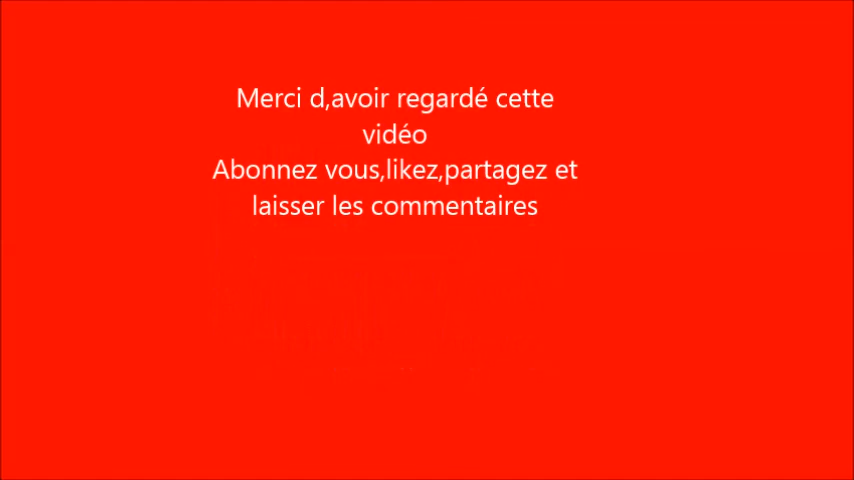 Merci d,avoir regardé cette
vidéo
Abonnez vous,likez,partagez et
laisser les commentaires